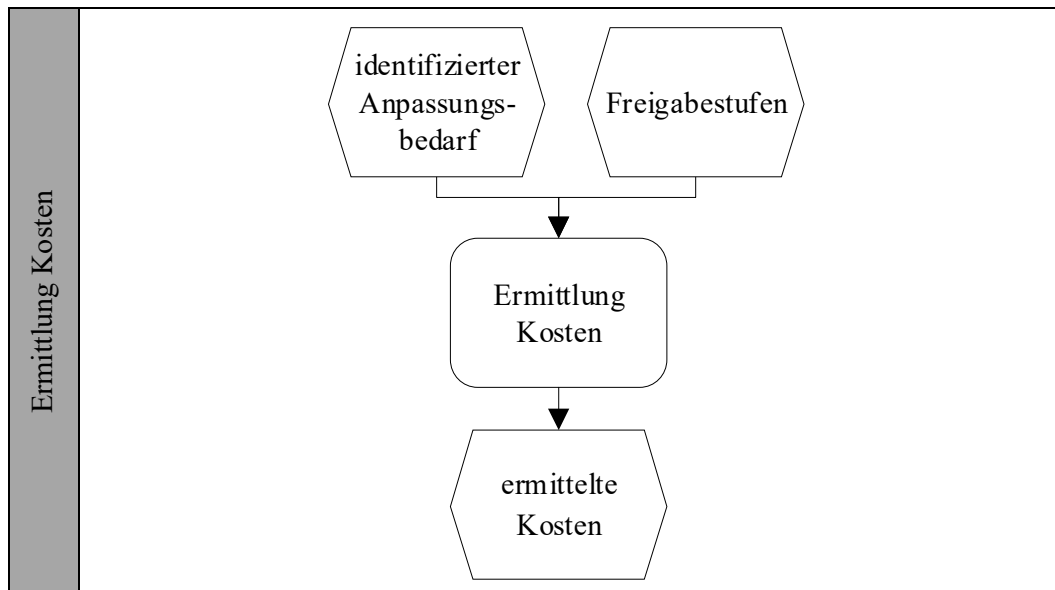 Ermittlung Kosten
identifizierter
Anpassungs-
bedarf
Freigabestufen
Ermittlung
Kosten
ermittelte
Kosten